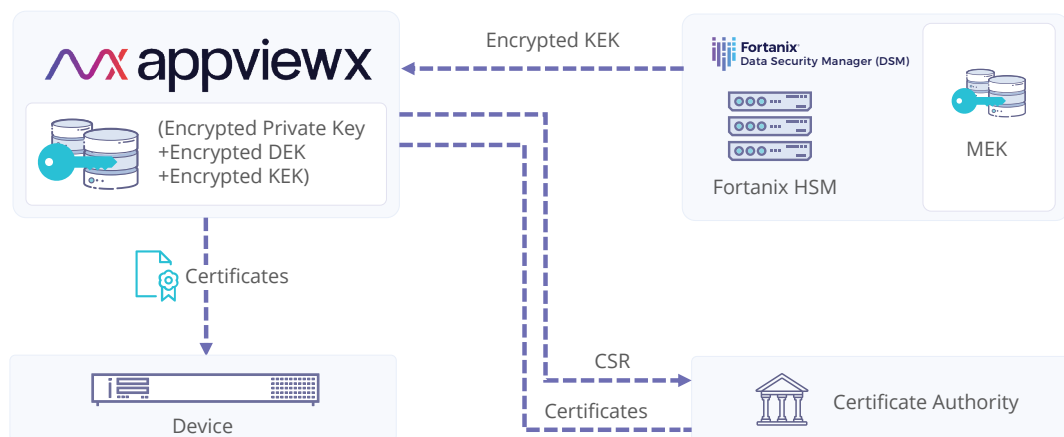 appviewx
(Encrypted Private Key
+Encrypted DEK
+Encrypted KEK)
Encrypted KEK
Fortanix®
Data Security Manager (DSM)
Fortanix HSM
MEK
Certificates
Device
CSR
Certificates
Certificate Authority